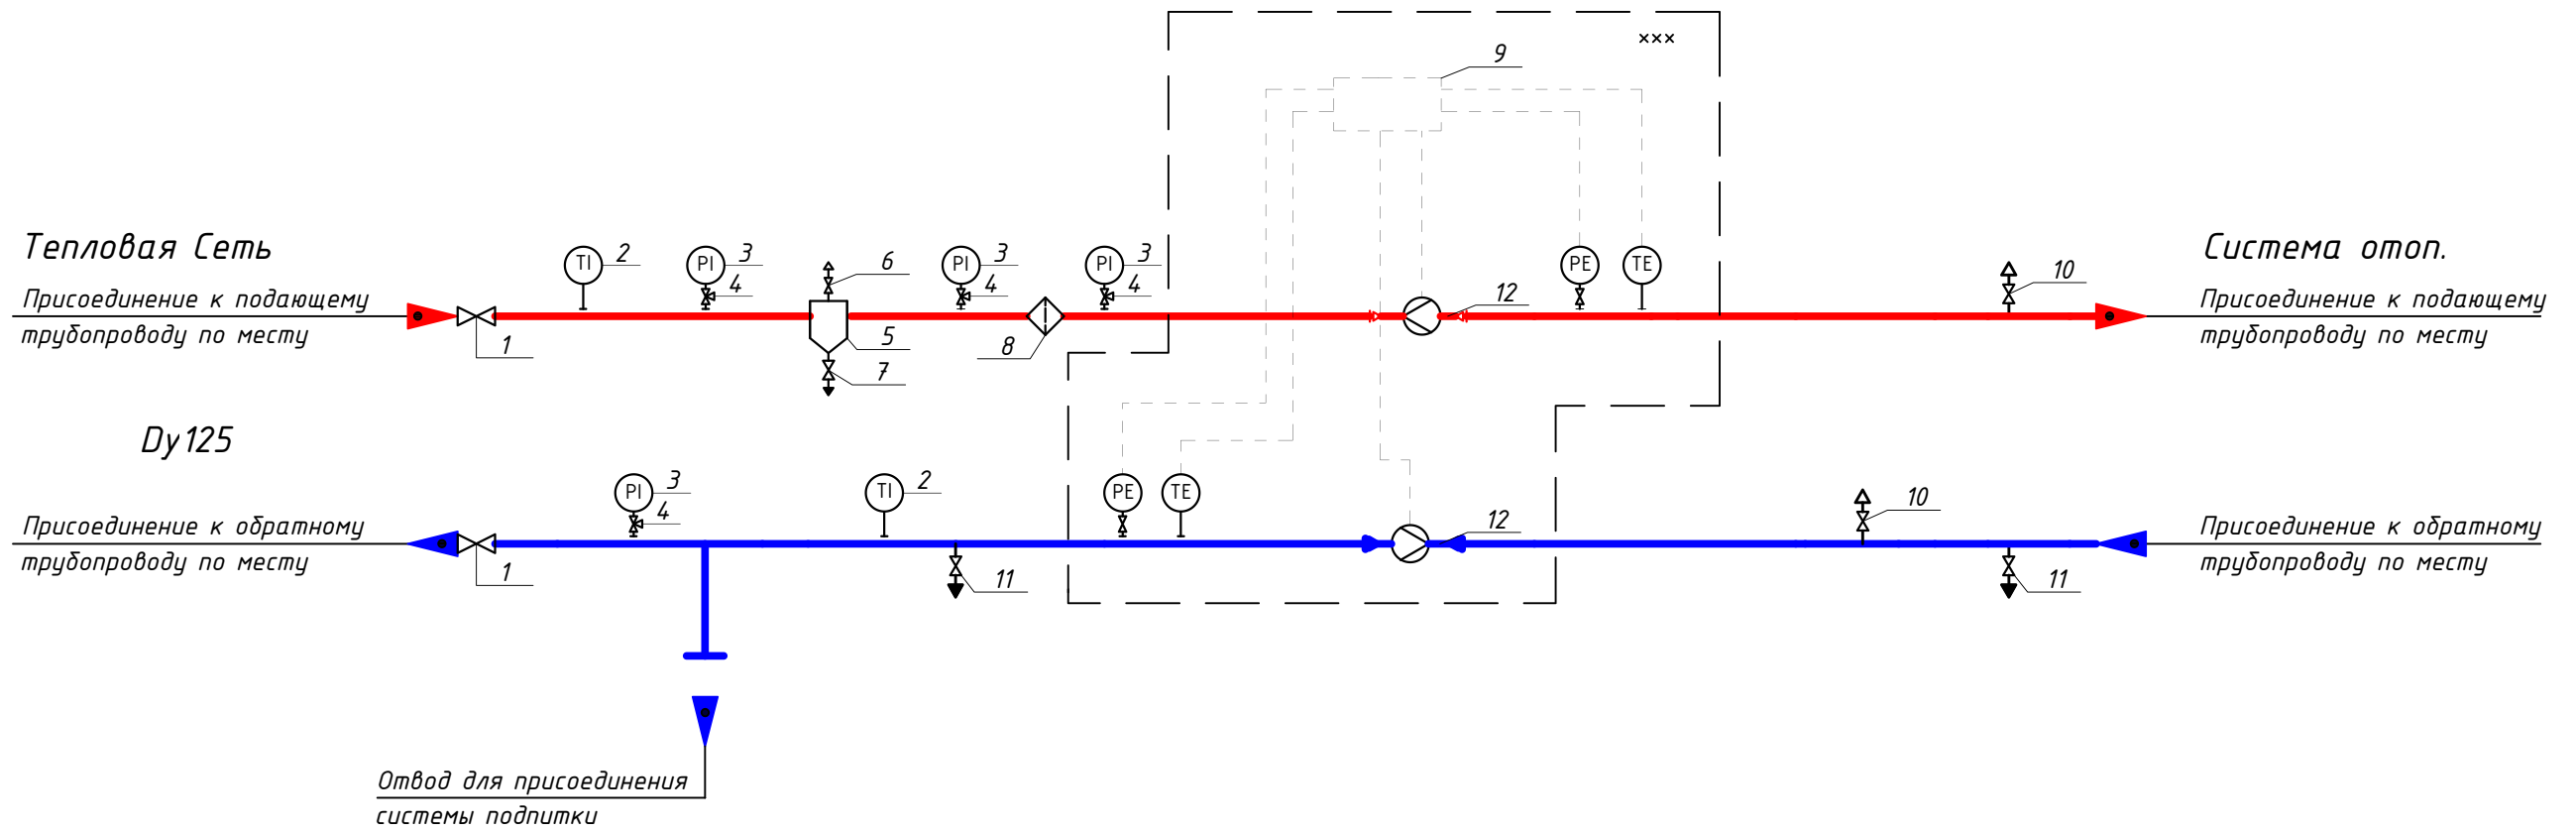 ×××
9
Тепловая Сеть
Система отоп.
TI 2
PI 3
4
6
PI 3
4
PI 3
4
PE
TE
10
12
Присоединение к подающему
трубопроводу по месту
Присоединение к подающему
трубопроводу по месту
1
5
8
7
Dy125
PI 3
4
TI 2
PE
TE
12
10
Присоединение к обратному
трубопроводу по месту
Присоединение к обратному
трубопроводу по месту
1
11
11
Отвод для присоединения
системы подпитки